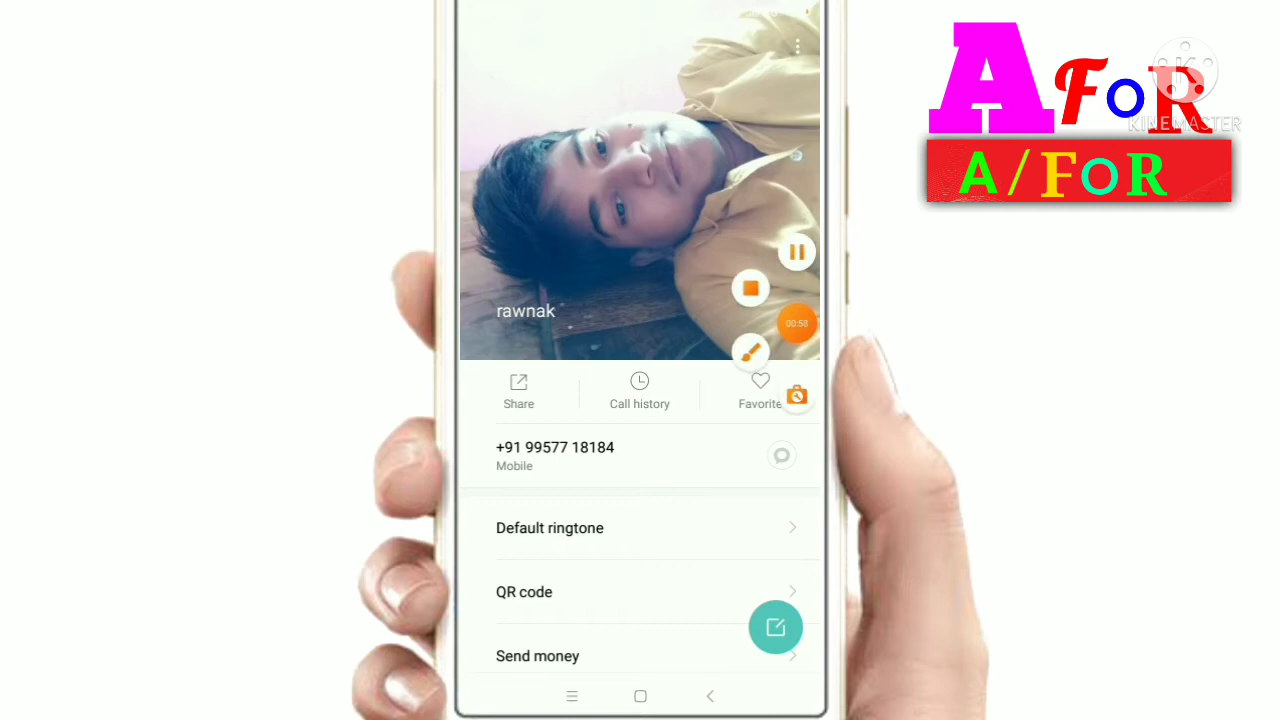 A FoR
KINEMASTER
A/FoR
rawnak
00:58
Share
Call history
Favorite
+91 99577 18184
Mobile
Default ringtone
QR code
Send money